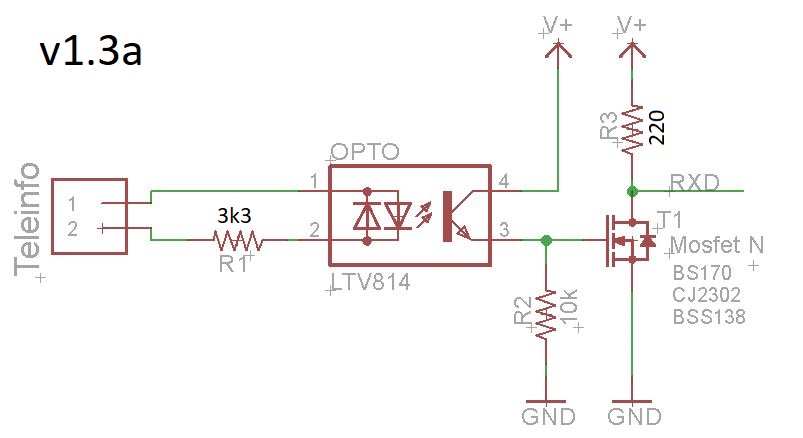 v1.3a
V+
V+
R3
220
OPTO
RXD
Teleinfo
1
2
1
2
4
3
3k3
R1
T1
Mosfet N
BS170
CJ2302
BSS138
LTV814
R2
10k
GND
GND